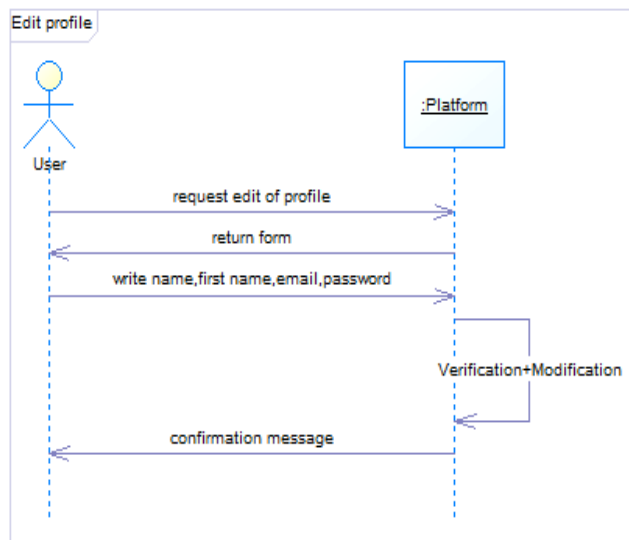 Edit profile
:Platform
User
request edit of profile
return form
write name,first name,email,password
Verification+Modification
confirmation message